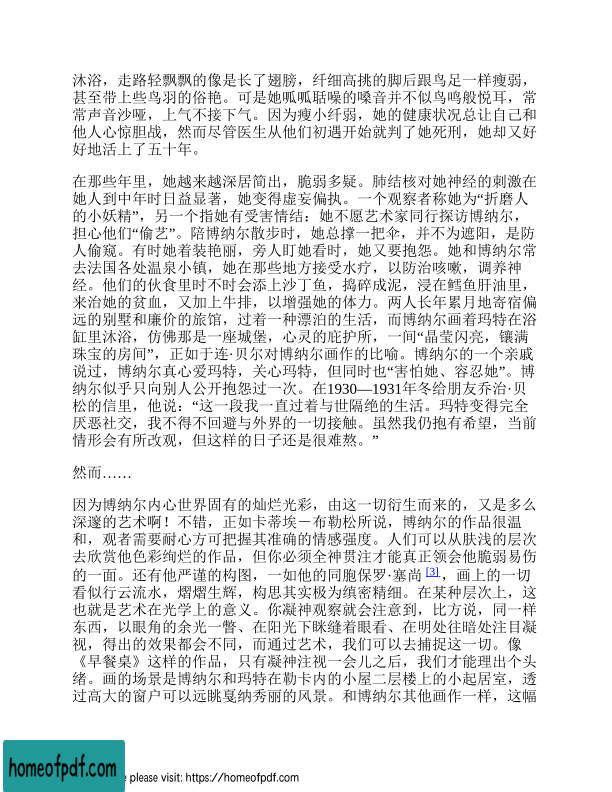 沐浴，走路轻飘飘的像是长了翅膀，纤细高挑的脚后跟鸟足一样瘦弱，
甚至带上些鸟羽的俗艳。可是她呱呱聒噪的嗓音并不似鸟鸣般悦耳，常
常声音沙哑，上气不接下气。因为瘦小纤弱，她的健康状况总让自己和
他人心惊胆战，然而尽管医生从他们初遇开始就判了她死刑，她却又好
好地活上了五十年。
在那些年里，她越来越深居简出，脆弱多疑。肺结核对她神经的刺激在
她人到中年时日益显著，她变得虚妄偏执。一个观察者称她为“折磨人
的小妖精”，另一个指她有受害情结：她不愿艺术家同行探访博纳尔，
担心他们“偷艺”。陪博纳尔散步时，她总撑一把伞，并不为遮阳，是防
人偷窥。有时她着装艳丽，旁人盯她看时，她又要抱怨。她和博纳尔常
去法国各处温泉小镇，她在那些地方接受水疗，以防治咳嗽，调养神
经。他们的伙食里时不时会添上沙丁鱼，捣碎成泥，浸在鳕鱼肝油里，
来治她的贫血，又加上牛排，以增强她的体力。两人长年累月地寄宿偏
远的别墅和廉价的旅馆，过着一种漂泊的生活，而博纳尔画着玛特在浴
缸里沐浴，仿佛那是一座城堡，心灵的庇护所，一间“晶莹闪亮，镶满
珠宝的房间”，正如于连·贝尔对博纳尔画作的比喻。博纳尔的一个亲戚
说过，博纳尔真心爱玛特，关心玛特，但同时也“害怕她、容忍她”。博
纳尔似乎只向别人公开抱怨过一次。在1930—1931年冬给朋友乔治·贝
松的信里，他说：“这一段我一直过着与世隔绝的生活。玛特变得完全
厌恶社交，我不得不回避与外界的一切接触。虽然我仍抱有希望，当前
情形会有所改观，但这样的日子还是很难熬。”
然而……
因为博纳尔内心世界固有的灿烂光彩，由这一切衍生而来的，又是多么
深邃的艺术啊！不错，正如卡蒂埃－布勒松所说，博纳尔的作品很温
和，观者需要耐心方可把握其准确的情感强度。人们可以从肤浅的层次
去欣赏他色彩绚烂的作品，但你必须全神贯注才能真正领会他脆弱易伤
的一面。还有他严谨的构图，一如他的同胞保罗·塞尚 [3]，画上的一切
看似行云流水，熠熠生辉，构思其实极为缜密精细。在某种层次上，这
也就是艺术在光学上的意义。你凝神观察就会注意到，比方说，同一样
东西，以眼角的余光一瞥、在阳光下眯缝着眼看、在明处往暗处注目凝
视，得出的效果都会不同，而通过艺术，我们可以去捕捉这一切。像
《早餐桌》这样的作品，只有凝神注视一会儿之后，我们才能理出个头
绪。画的场景是博纳尔和玛特在勒卡内的小屋二层楼上的小起居室，透
过高大的窗户可以远眺戛纳秀丽的风景。和博纳尔其他画作一样，这幅
homeofpdf.com
e please visit: https://homeofpdf.com